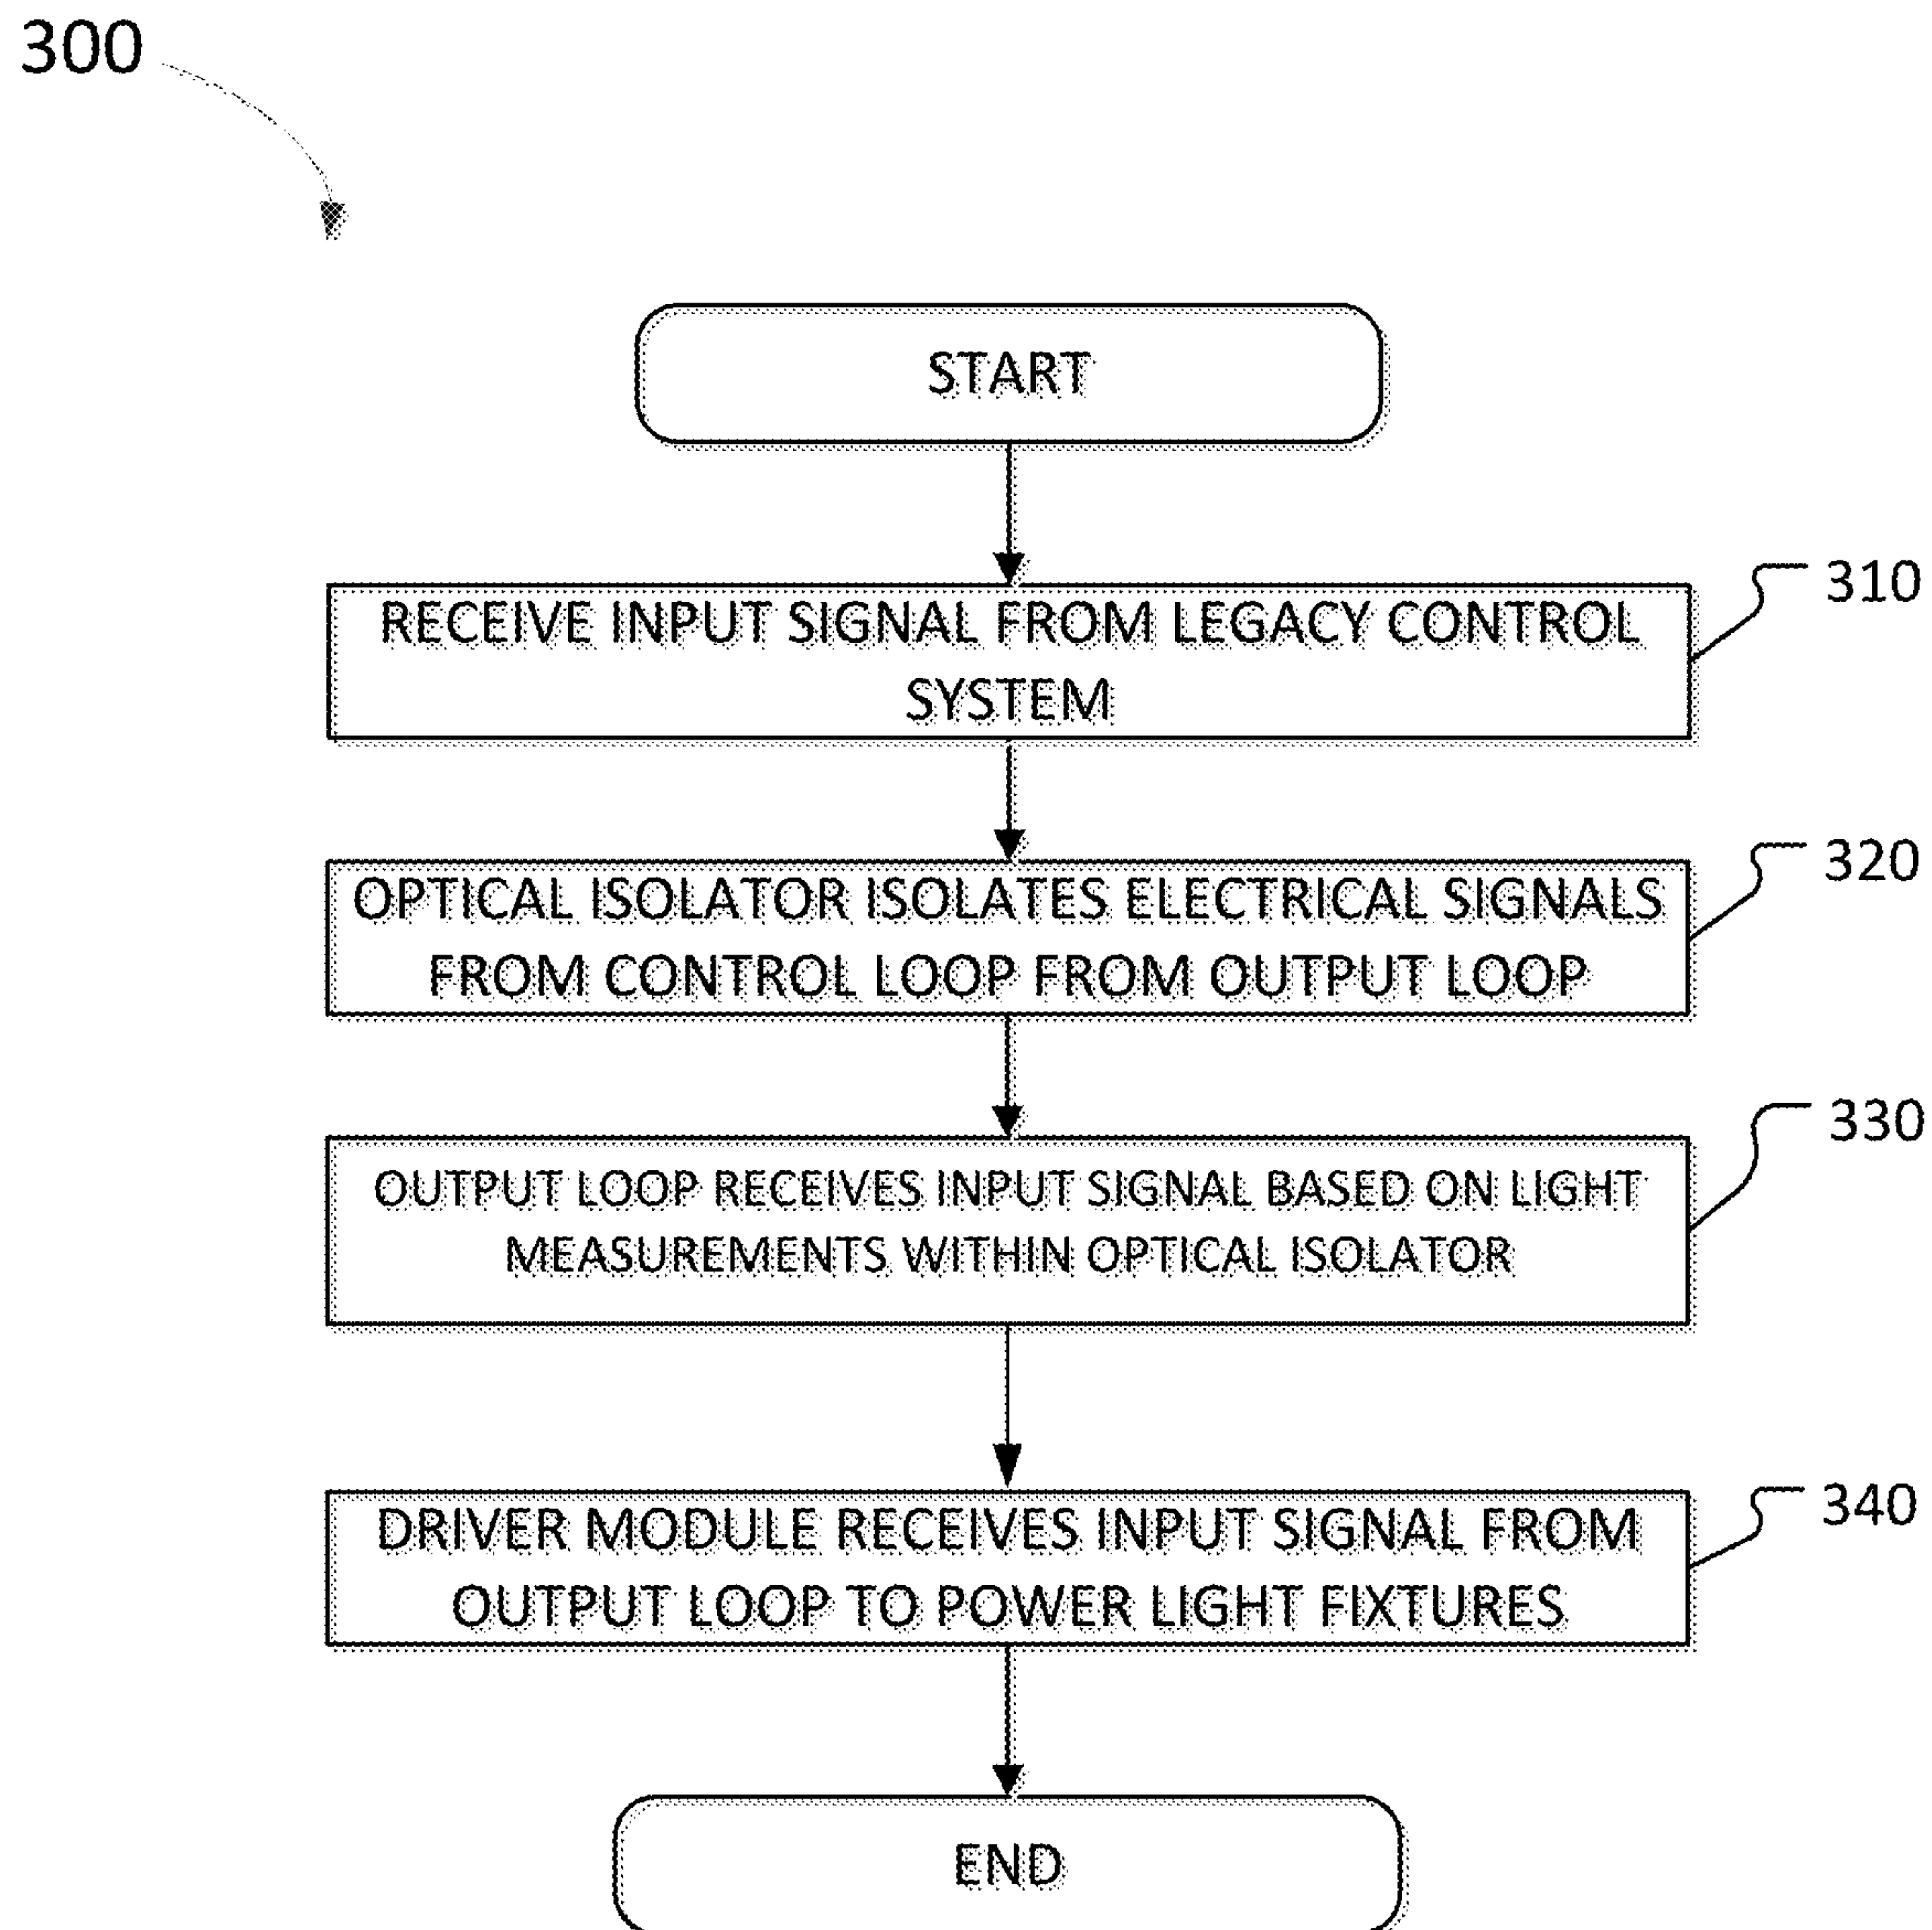 300
START
RECEIVE INPUT SIGNAL FROM LEGACY CONTROL
SYSTEM
310
OPTICAL ISOLATOR ISOLATES ELECTRICAL SIGNALS
FROM CONTROL LOOP FROM OUTPUT LOOP
320
OUTPUT LOOP RECEIVES INPUT SIGNAL BASED ON LIGHT
MEASUREMENTS WITHIN OPTICAL ISOLATOR
330
DRIVER MODULE RECEIVES INPUT SIGNAL FROM
OUTPUT LOOP TO POWER LIGHT FIXTURES
340
END